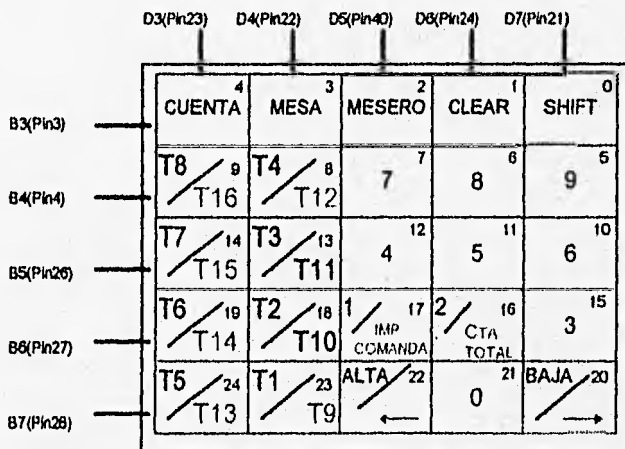 D3(Pin23) D4(Pin22) D5(Pin40) D6(Pin24) D7(Pin21)
4 3 2 1 0
B3(Pin3) CUENTA MESA MESERO CLEAR SHIFT
T8 9 T4 8 7 6 5
B4(Pin4) T16 T12 7 8 9
T7 14 T3 13 12 11 10
B5(Pin26) T15 T11 4 5 6
T6 19 T2 18 1 17 2 16 15
B6(Pin27) T14 T10 IMP CTA 3
COMANDA TOTAL
T5 24 T1 23 ALTA 22 21 BAJA 20
B7(Pin28) T13 T9 ← 0 →